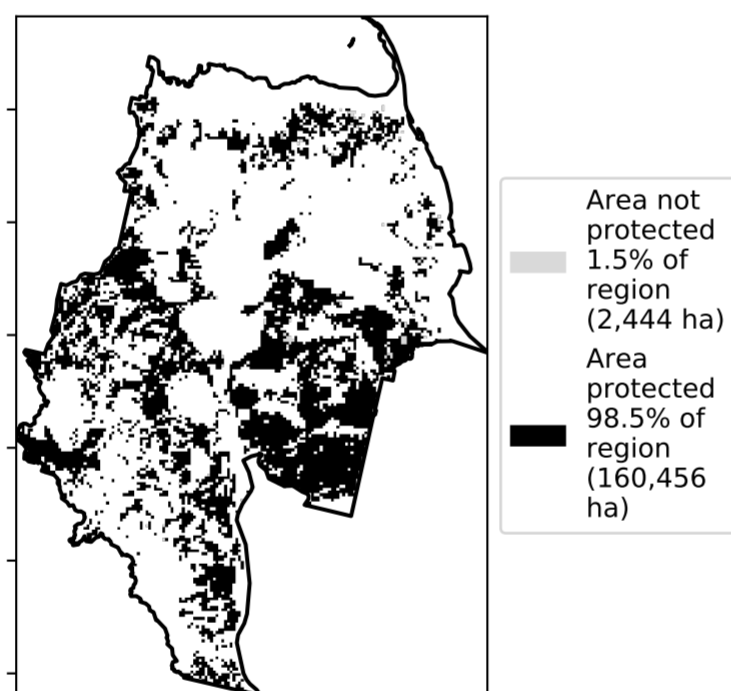 Area not
protected
1.5% of
region
(2,444 ha)
Area
protected
98.5% of
region
(160,456
ha)